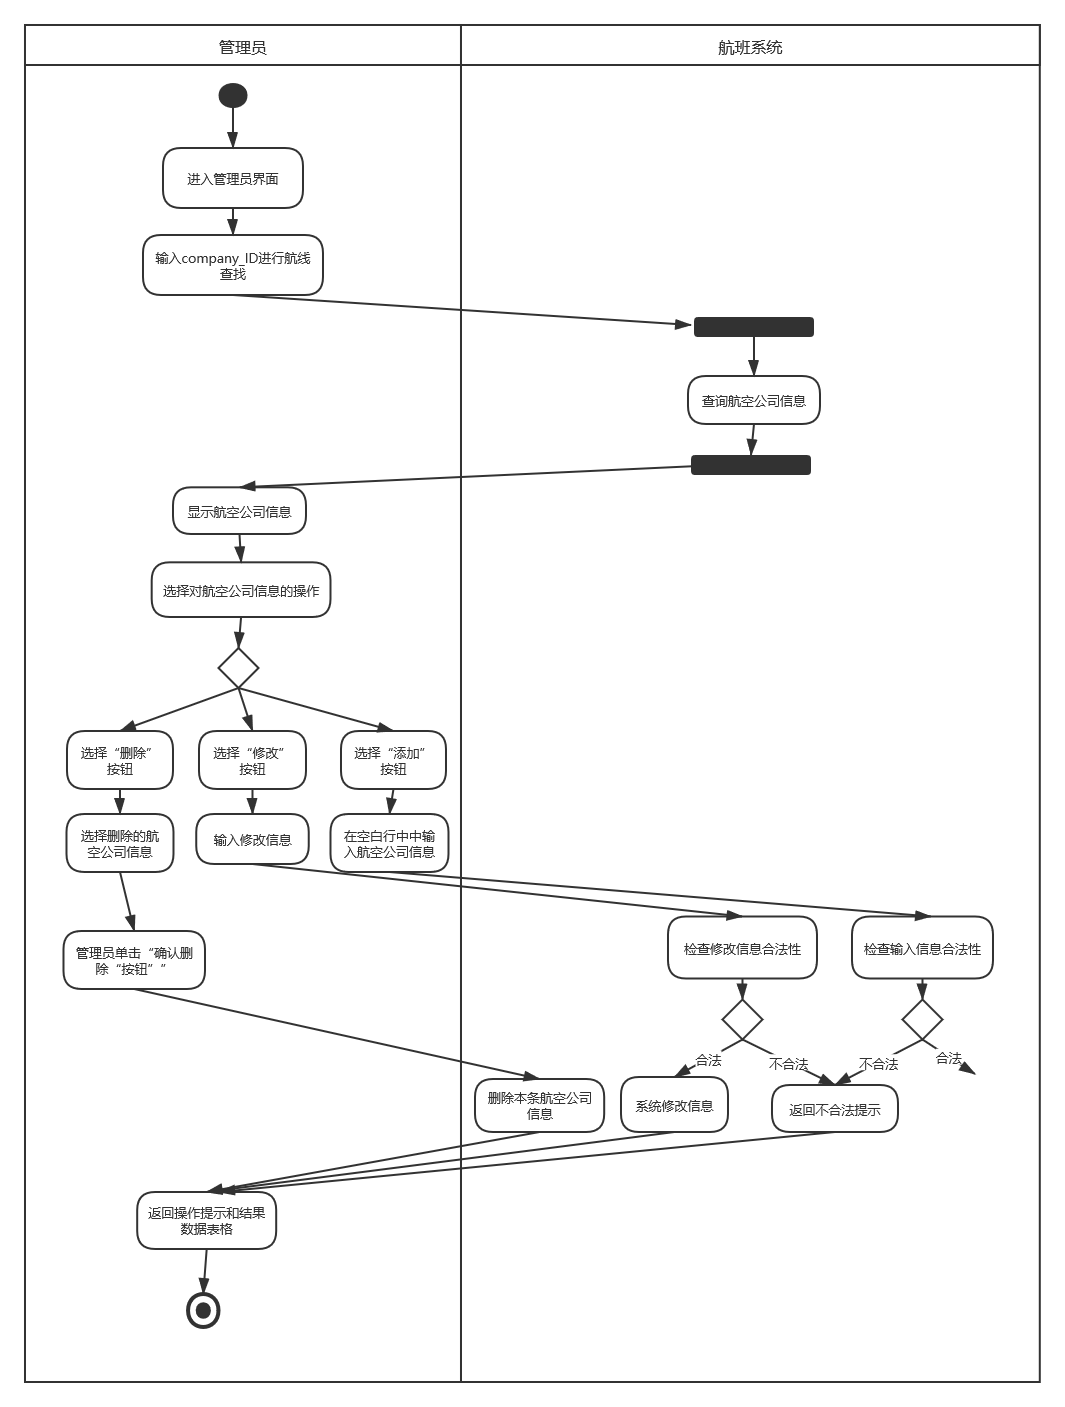 管理员
航班系统
进入管理员界面
输入company_ID进行航线
查找
查询航空公司信息
显示航空公司信息
选择对航空公司信息的操作
选择“删除”
按钮
选择“修改”
按钮
选择“添加”
按钮
选择删除的航
空公司信息
输入修改信息
在空白行中中输
入航空公司信息
管理员单击“确认删
除“按钮””
检查修改信息合法性
检查输入信息合法性
合法
不合法
不合法
合法
删除本条航空公司
信息
系统修改信息
返回不合法提示
返回操作提示和结果
数据表格